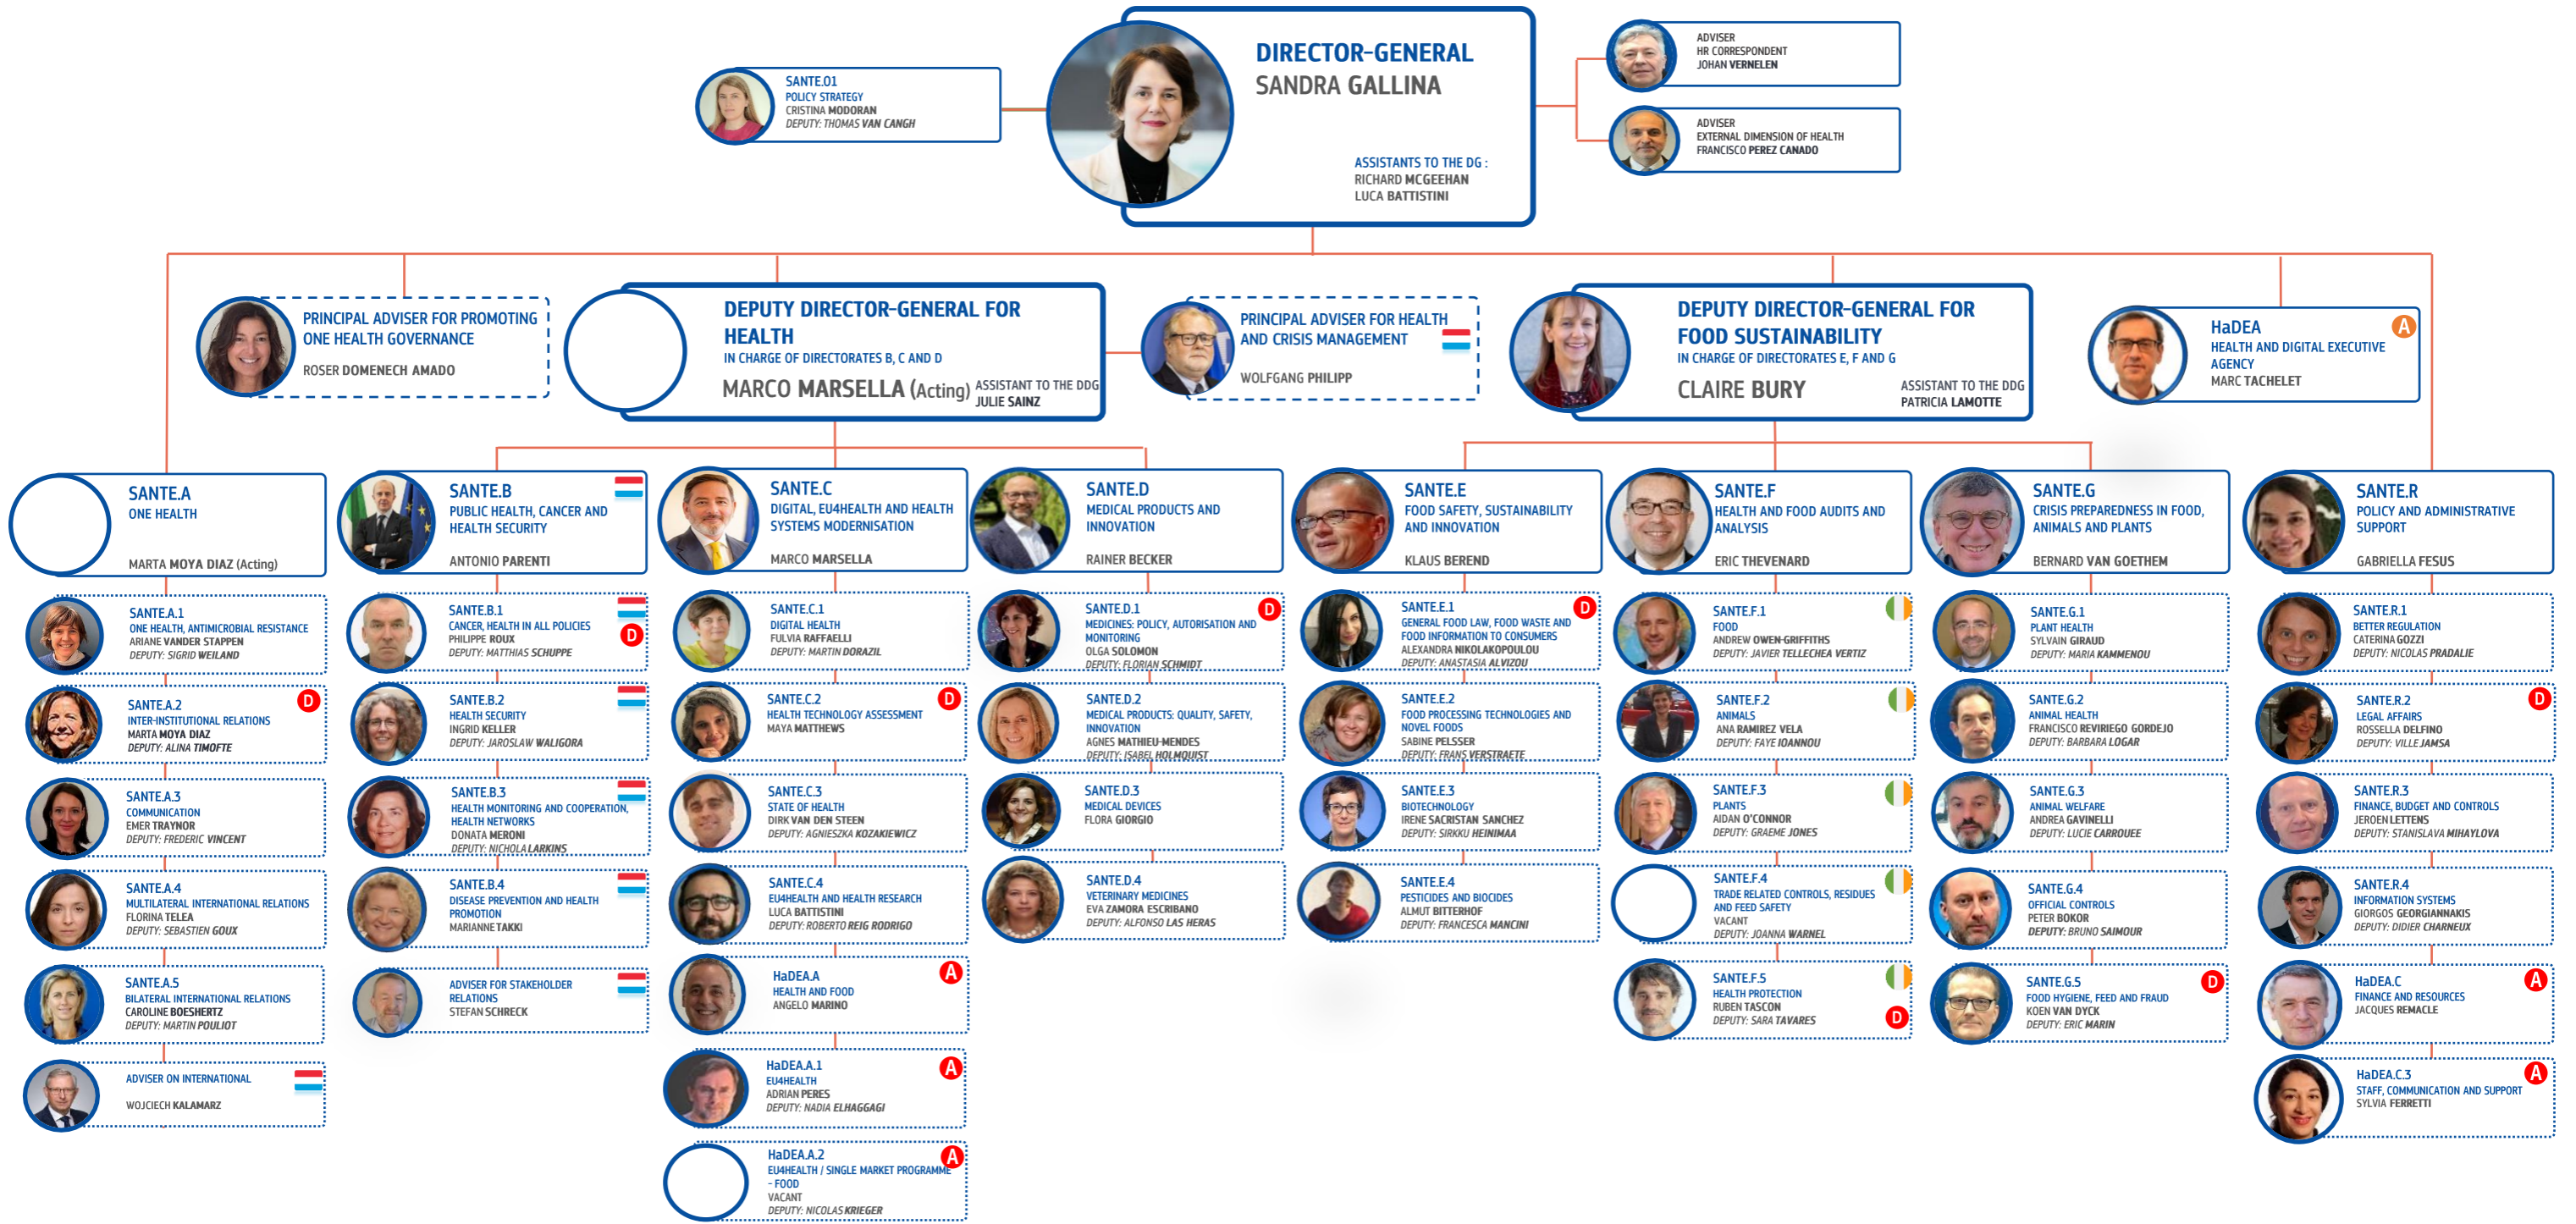 DIRECTOR-GENERAL
SANDRA GALLINA
ASSISTANTS TO THE DG :
RICHARD MCGEEHAN
LUCA BATTISTINI
SANTE.01
POLICY STRATEGY
CRISTINA MODORAN
DEPUTY: THOMAS VAN CANGH
ADVISER
HR CORRESPONDENT
JOHAN VERNELEN
ADVISER
EXTERNAL DIMENSION OF HEALTH
FRANCISCO PEREZ CANADO
PRINCIPAL ADVISER FOR PROMOTING
ONE HEALTH GOVERNANCE
ROSER DOMENECH AMADO
DEPUTY DIRECTOR-GENERAL FOR
HEALTH
IN CHARGE OF DIRECTORATES B, C AND D
MARCO MARSELLA (Acting)
ASSISTANT TO THE DDG
JULIE SAINZ
PRINCIPAL ADVISER FOR HEALTH
AND CRISIS MANAGEMENT
WOLFGANG PHILIPP
DEPUTY DIRECTOR-GENERAL FOR
FOOD SUSTAINABILITY
IN CHARGE OF DIRECTORATES E, F AND G
CLAIRE BURY
ASSISTANT TO THE DDG
PATRICIA LAMOTTE
HaDEA
A
HEALTH AND DIGITAL EXECUTIVE
AGENCY
MARC TACHELET
SANTE.A
ONE HEALTH
MARTA MOYA DIAZ (Acting)
SANTE.A.1
ONE HEALTH, ANTIMICROBIAL RESISTANCE
ARIANE VANDER STAPPEN
DEPUTY: SIGRID WEILAND
SANTE.A.2
D
INTER-INSTITUTIONAL RELATIONS
MARTA MOYA DIAZ
DEPUTY: ALINA TIMOFTE
SANTE.A.3
COMMUNICATION
EMER TRAYNOR
DEPUTY: FREDERIC VINCENT
SANTE.A.4
MULTILATERAL INTERNATIONAL RELATIONS
FLORINA TELEA
DEPUTY: SEBASTIEN GOUX
SANTE.A.5
BILATERAL INTERNATIONAL RELATIONS
CAROLINE BOESHERTZ
DEPUTY: MARTIN POULIOT
ADVISER ON INTERNATIONAL
WOJCIECH KALAMARZ
SANTE.B
PUBLIC HEALTH, CANCER AND
HEALTH SECURITY
ANTONIO PARENTI
SANTE.B.1
CANCER, HEALTH IN ALL POLICIES
PHILIPPE ROUX
D
DEPUTY: MATTHIAS SCHUPPE
SANTE.B.2
HEALTH SECURITY
INGRID KELLER
DEPUTY: JAROSLAW WALIGORA
SANTE.B.3
HEALTH MONITORING AND COOPERATION,
HEALTH NETWORKS
DONATA MERONI
DEPUTY: NICHOLA LARKINS
SANTE.B.4
DISEASE PREVENTION AND HEALTH
PROMOTION
MARIANNE TAKKI
ADVISER FOR STAKEHOLDER
RELATIONS
STEFAN SCHRECK
SANTE.C
DIGITAL, EU4HEALTH AND HEALTH
SYSTEMS MODERNISATION
MARCO MARSELLA
SANTE.C.1
DIGITAL HEALTH
FULVIA RAFFAELLI
DEPUTY: MARTIN DORAZIL
SANTE.C.2
D
HEALTH TECHNOLOGY ASSESSMENT
MAYA MATTHEWS
SANTE.C.3
STATE OF HEALTH
DIRK VAN DEN STEEN
DEPUTY: AGNIESZKA KOZAKIEWICZ
SANTE.C.4
EU4HEALTH AND HEALTH RESEARCH
LUCA BATTISTINI
DEPUTY: ROBERTO REIG RODRIGO
HaDEA.A
A
HEALTH AND FOOD
ANGELO MARINO
HaDEA.A.1
A
EU4HEALTH
ADRIAN PERES
DEPUTY: NADIA ELHAGGAGI
HaDEA.A.2
A
EU4HEALTH / SINGLE MARKET PROGRAMME
- FOOD
VACANT
DEPUTY: NICOLAS KRIEGER
SANTE.D
MEDICAL PRODUCTS AND
INNOVATION
RAINER BECKER
SANTE.D.1
D
MEDICINES: POLICY, AUTORISATION AND
MONITORING
OLGA SOLOMON
DEPUTY: FLORIAN SCHMIDT
SANTE.D.2
MEDICAL PRODUCTS: QUALITY, SAFETY,
INNOVATION
AGNES MATHIEU-MENDES
DEPUTY: ISABEL HOLMQUIST
SANTE.D.3
MEDICAL DEVICES
FLORA GIORGIO
SANTE.D.4
VETERINARY MEDICINES
EVA ZAMORA ESCRIBANO
DEPUTY: ALFONSO LAS HERAS
SANTE.E
FOOD SAFETY, SUSTAINABILITY
AND INNOVATION
KLAUS BEREND
SANTE.E.1
D
GENERAL FOOD LAW, FOOD WASTE AND
FOOD INFORMATION TO CONSUMERS
ALEXANDRA NIKOLAKOPOULOU
DEPUTY: ANASTASIA ALVIZOU
SANTE.E.2
FOOD PROCESSING TECHNOLOGIES AND
NOVEL FOODS
SABINE PELSSER
DEPUTY: FRANS VERSTRAETE
SANTE.E.3
BIOTECHNOLOGY
IRENE SACRISTAN SANCHEZ
DEPUTY: SIRKKU HEINIMAA
SANTE.E.4
PESTICIDES AND BIOCIDES
ALMUT BITTERHOF
DEPUTY: FRANCESCA MANCINI
SANTE.F
HEALTH AND FOOD AUDITS AND
ANALYSIS
ERIC THEVENARD
SANTE.F.1
FOOD
ANDREW OWEN-GRIFFITHS
DEPUTY: JAVIER TELLECHEA VERTIZ
SANTE.F.2
ANIMALS
ANA RAMIREZ VELA
DEPUTY: FAYE IOANNOU
SANTE.F.3
PLANTS
AIDAN O'CONNOR
DEPUTY: GRAEME JONES
SANTE.F.4
TRADE RELATED CONTROLS, RESIDUES
AND FEED SAFETY
VACANT
DEPUTY: JOANNA WARNEL
SANTE.F.5
HEALTH PROTECTION
RUBEN TASCON
DEPUTY: SARA TAVARES
D
SANTE.G
CRISIS PREPAREDNESS IN FOOD,
ANIMALS AND PLANTS
BERNARD VAN GOETHEM
SANTE.G.1
PLANT HEALTH
SYLVAIN GIRAUD
DEPUTY: MARIA KAMMENOU
SANTE.G.2
ANIMAL HEALTH
FRANCISCO REVIRIEGO GORDEJO
DEPUTY: BARBARA LOGAR
SANTE.G.3
ANIMAL WELFARE
ANDREA GAVINELLI
DEPUTY: LUCIE CARROUEE
SANTE.G.4
OFFICIAL CONTROLS
PETER BOKOR
DEPUTY: BRUNO SAIMOUR
SANTE.G.5
D
FOOD HYGIENE, FEED AND FRAUD
KOEN VAN DYCK
DEPUTY: ERIC MARIN
SANTE.R
POLICY AND ADMINISTRATIVE
SUPPORT
GABRIELLA FESUS
SANTE.R.1
BETTER REGULATION
CATERINA GOZZI
DEPUTY: NICOLAS PRADALIE
SANTE.R.2
D
LEGAL AFFAIRS
ROSSELLA DELFINO
DEPUTY: VILLE JAMSA
SANTE.R.3
FINANCE, BUDGET AND CONTROLS
JEROEN LETTENS
DEPUTY: STANISLAVA MIHAYLOVA
SANTE.R.4
INFORMATION SYSTEMS
GIORGOS GEORGIANNAKIS
DEPUTY: DIDIER CHARNEUX
HaDEA.C
A
FINANCE AND RESOURCES
JACQUES REMACLE
HaDEA.C.3
A
STAFF, COMMUNICATION AND SUPPORT
SYLVIA FERRETTI